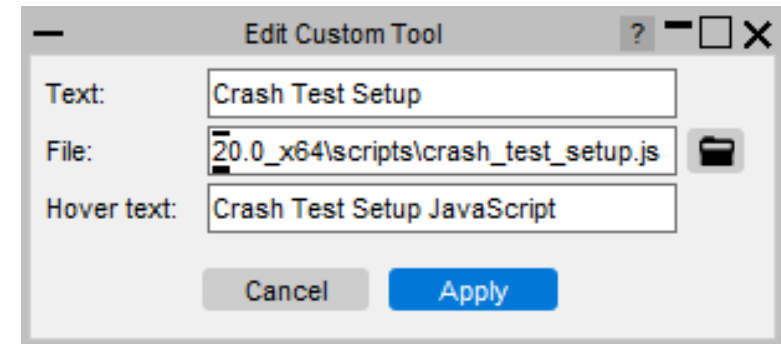 Edit Custom Tool ?
Text: Crash Test Setup
File: 20.0_x64\scripts\crash_test_setup.js
Hover text: Crash Test Setup JavaScript
Cancel Apply